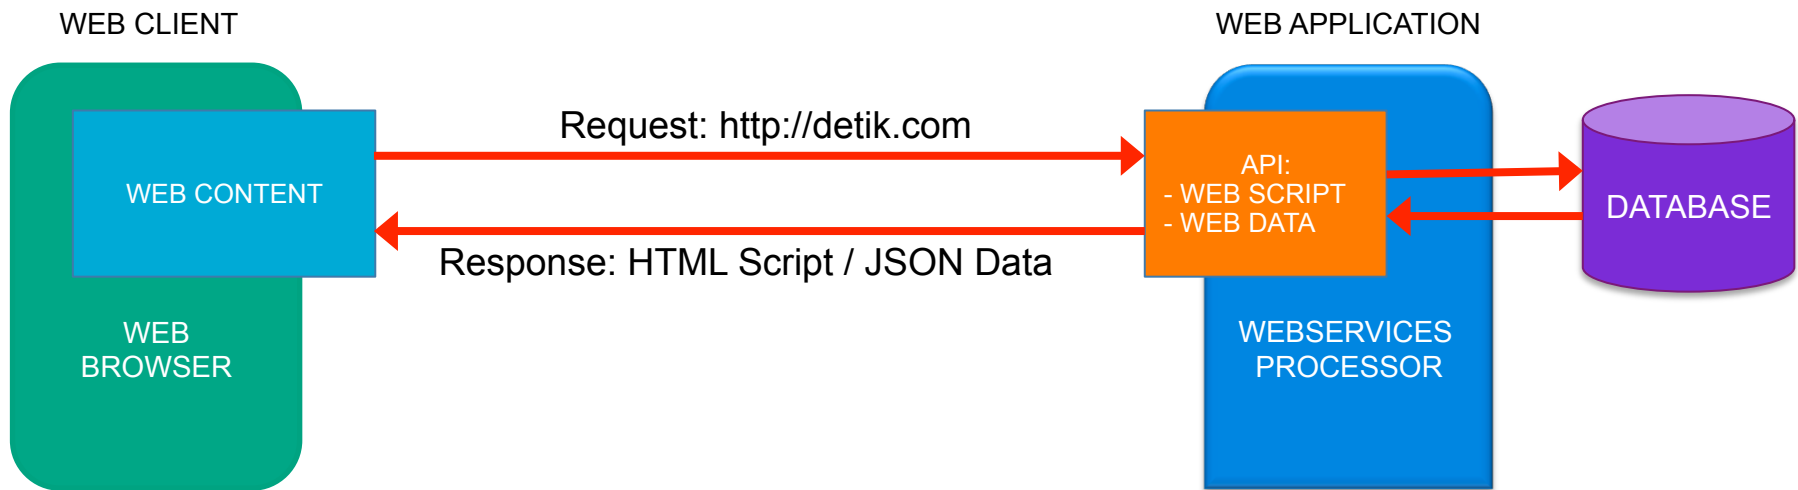 WEB CLIENT
WEB APPLICATION
Request: http://detik.com
WEB CONTENT
API:
- WEB SCRIPT
- WEB DATA
DATABASE
Response: HTML Script / JSON Data
WEB
BROWSER
WEBSERVICES
PROCESSOR